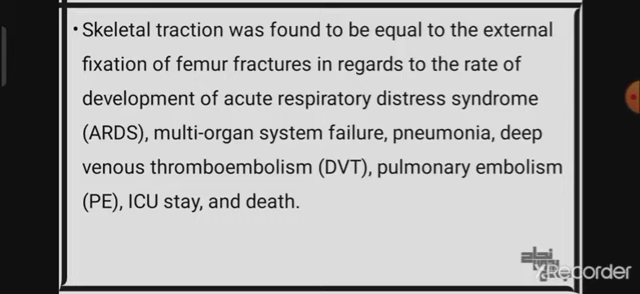 • Skeletal traction was found to be equal to the external
fixation of femur fractures in regards to the rate of
development of acute respiratory distress syndrome
(ARDS), multi-organ system failure, pneumonia, deep
venous thromboembolism (DVT), pulmonary embolism
(PE), ICU stay, and death.
نجاح
XRecorder